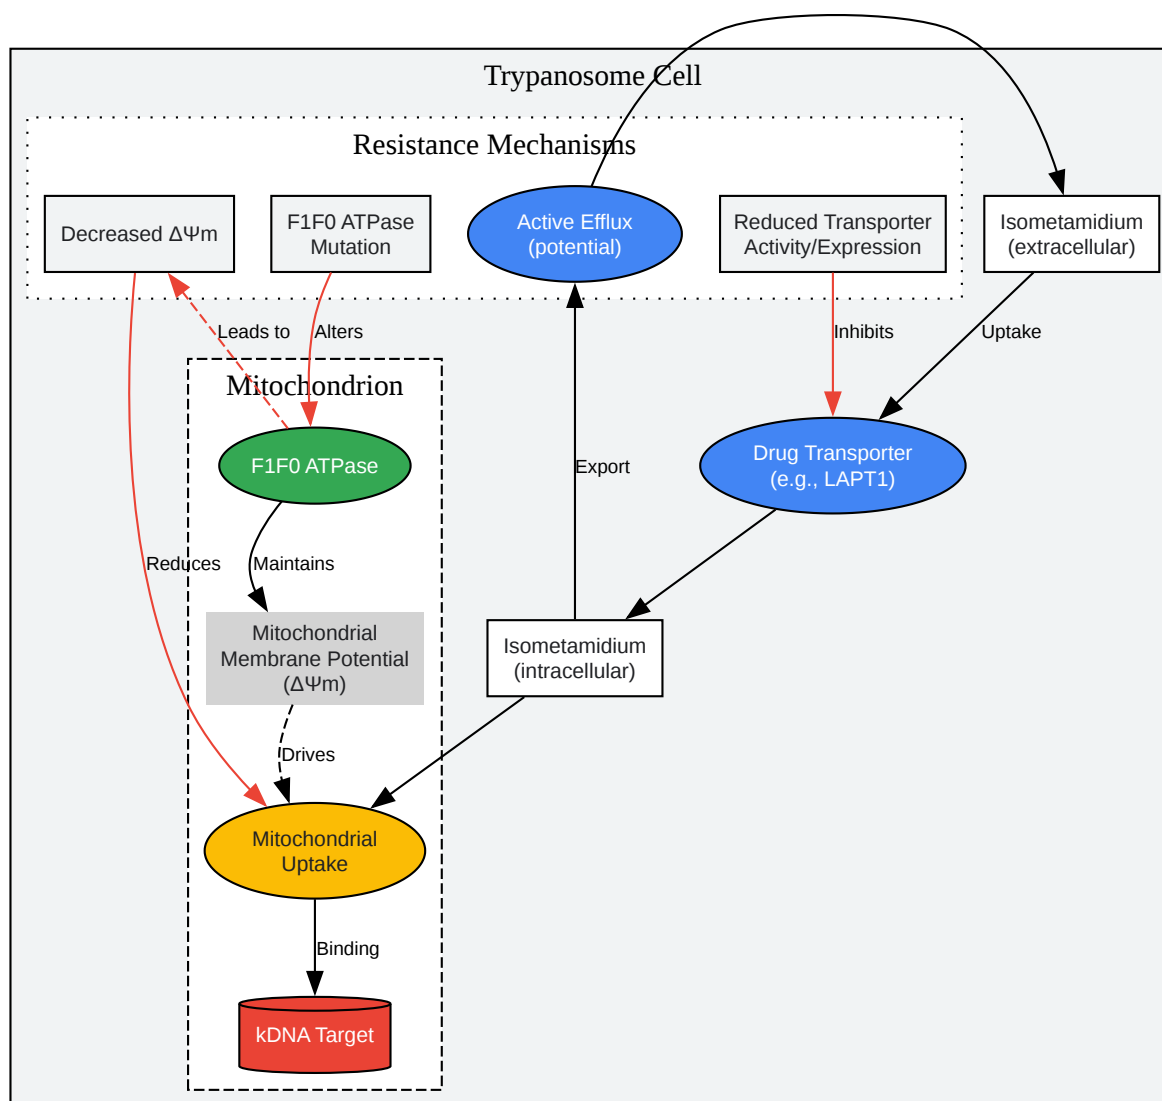 Trypanosome Cell
Resistance Mechanisms
Decreased ΔΨm
F1F0 ATPase
Mutation
Active Efflux
(potential)
Reduced Transporter
Activity/Expression
Isometamidium
(extracellular)
Leads to
Alters
Inhibits
Uptake
Mitochondrion
F1F0 ATPase
Drug Transporter
(e.g., LAPT1)
Export
Reduces
Maintains
Mitochondrial
Membrane Potential
(ΔΨm)
Isometamidium
(intracellular)
Drives
Mitochondrial
Uptake
Binding
kDNA Target